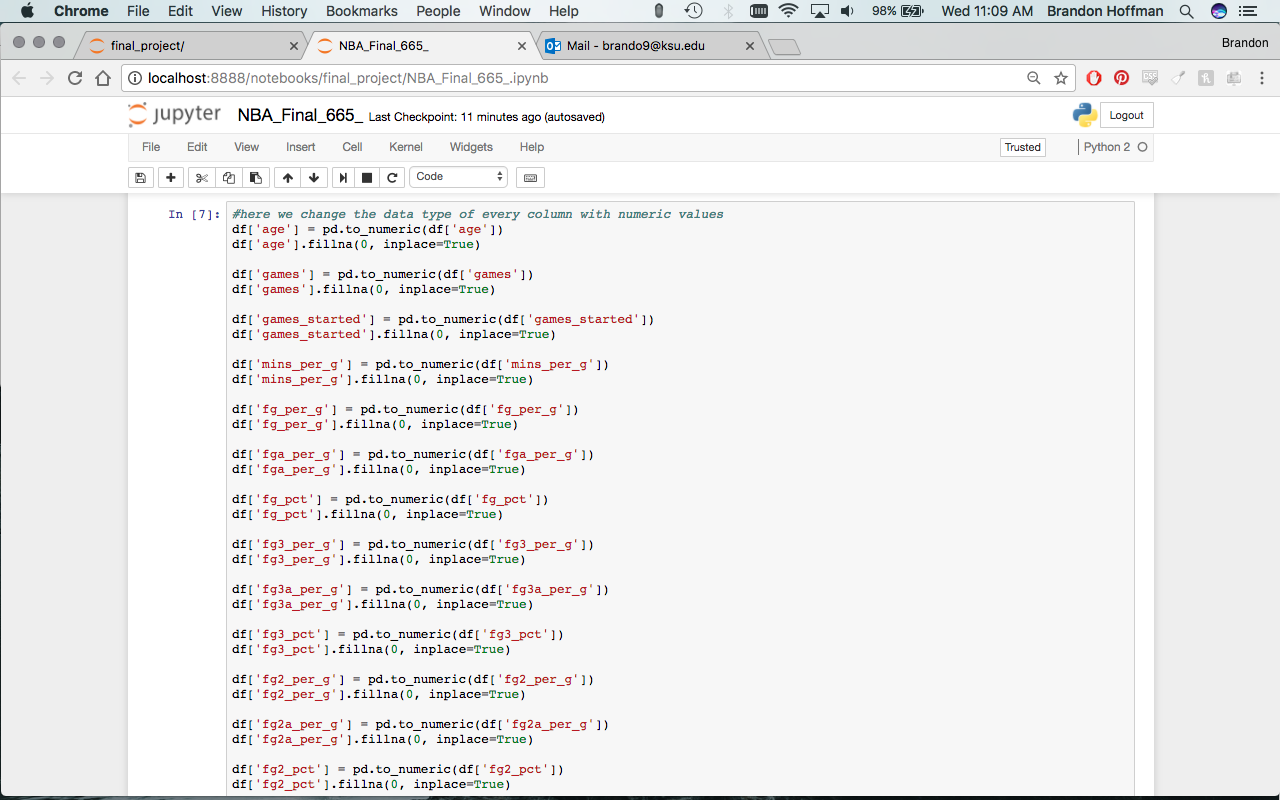 Chrome File Edit View History Bookmarks People Window Help 98% Wed 11:09 AM Brandon Hoffman
final_project/ NBA_Final_665_ Mail - brando9@ksu.edu Brandon
localhost:8888/notebooks/final_project/NBA_Final_665_.ipynb
jupyter NBA_Final_665_ Last Checkpoint: 11 minutes ago (autosaved) Logout
File Edit View Insert Cell Kernel Widgets Help Trusted Python 2
Code
In [7]: #here we change the data type of every column with numeric values
df['age'] = pd.to_numeric(df['age'])
df['age'].fillna(0, inplace=True)
df['games'] = pd.to_numeric(df['games'])
df['games'].fillna(0, inplace=True)
df['games_started'] = pd.to_numeric(df['games_started'])
df['games_started'].fillna(0, inplace=True)
df['mins_per_g'] = pd.to_numeric(df['mins_per_g'])
df['mins_per_g'].fillna(0, inplace=True)
df['fg_per_g'] = pd.to_numeric(df['fg_per_g'])
df['fg_per_g'].fillna(0, inplace=True)
df['fga_per_g'] = pd.to_numeric(df['fga_per_g'])
df['fga_per_g'].fillna(0, inplace=True)
df['fg_pct'] = pd.to_numeric(df['fg_pct'])
df['fg_pct'].fillna(0, inplace=True)
df['fg3_per_g'] = pd.to_numeric(df['fg3_per_g'])
df['fg3_per_g'].fillna(0, inplace=True)
df['fg3a_per_g'] = pd.to_numeric(df['fg3a_per_g'])
df['fg3a_per_g'].fillna(0, inplace=True)
df['fg3_pct'] = pd.to_numeric(df['fg3_pct'])
df['fg3_pct'].fillna(0, inplace=True)
df['fg2_per_g'] = pd.to_numeric(df['fg2_per_g'])
df['fg2_per_g'].fillna(0, inplace=True)
df['fg2a_per_g'] = pd.to_numeric(df['fg2a_per_g'])
df['fg2a_per_g'].fillna(0, inplace=True)
df['fg2_pct'] = pd.to_numeric(df['fg2_pct'])
df['fg2_pct'].fillna(0, inplace=True)